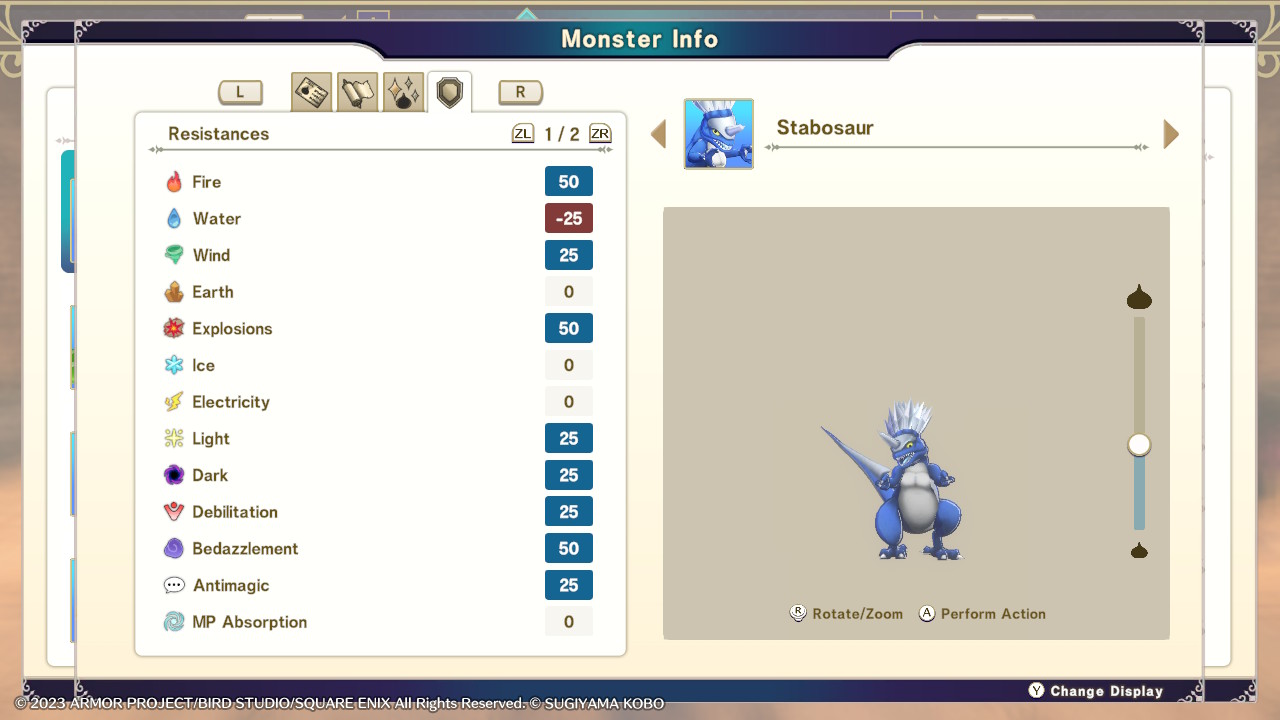 Monster Info
L R
Resistances ZL 1 / 2 ZR
Stabosaur
Fire 50
Water -25
Wind 25
Earth 0
Explosions 50
Ice 0
Electricity 0
Light 25
Dark 25
Debilitation 25
Bedazzlement 50
Antimagic 25
MP Absorption 0
R Rotate/Zoom A Perform Action
Y Change Display
© 2023 ARMOR PROJECT/BIRD STUDIO/SQUARE ENIX All Rights Reserved. © SUGIYAMA KOBO